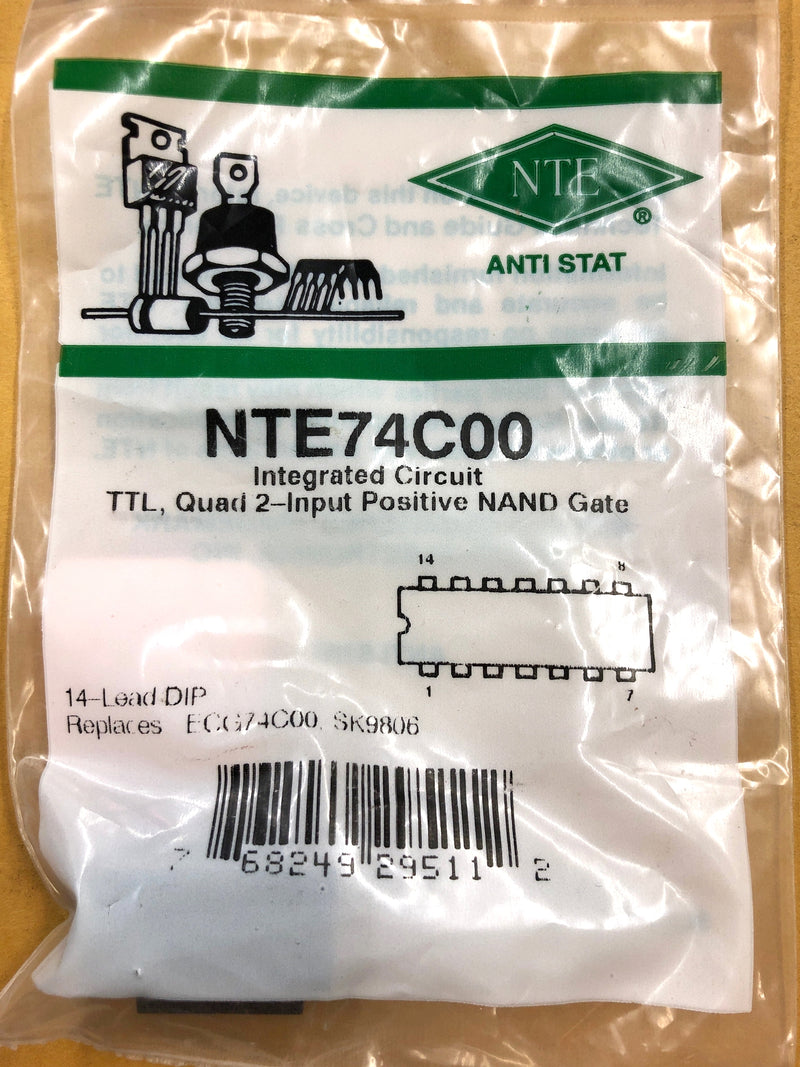 NTE
®
ANTI STAT
NTE74C00
Integrated Circuit
TTL, Quad 2-Input Positive NAND Gate
14 8
1 7
14-Lead DIP
Replaces ECG74C00, SK9806
7 68249 29511 2